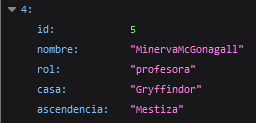 4:
id: 5
nombre: "MinervaMcGonagall"
rol: "profesora"
casa: "Gryffindor"
ascendencia: "Mestiza"